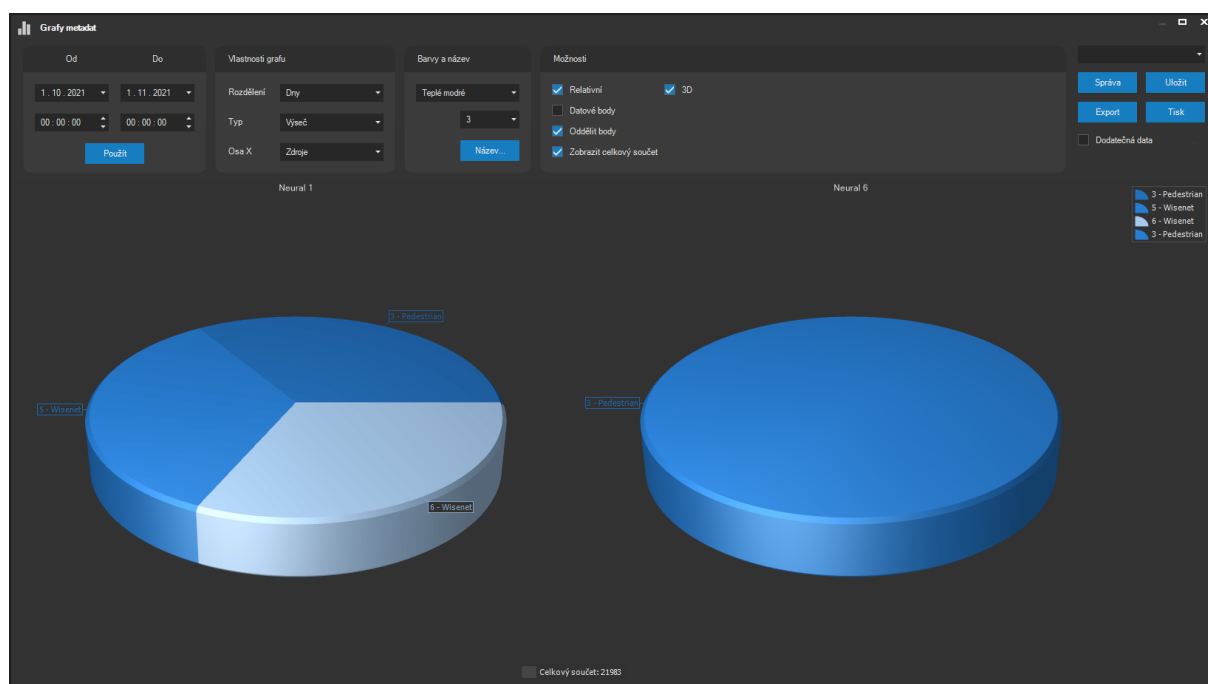 Grafy metadat
Od Do
Vlastnosti grafu
Barvy a název
Možnosti
1 . 10 . 2021 1 . 11 . 2021
00 : 00 : 00 00 : 00 : 00
Použít
Rozdělení Dny
Typ Výseč
Osa X Zdroje
Teplé modré
3
Název...
Relativní 3D
Datové body
Oddělit body
Zobrazit celkový součet
Správa Uložit
Export Tisk
Dodatečná data
Neural 1
Neural 6
3 - Pedestrian
5 - Wisenet
6 - Wisenet
3 - Pedestrian
3 - Pedestrian
5 - Wisenet
6 - Wisenet
3 - Pedestrian
Celkový součet: 21983